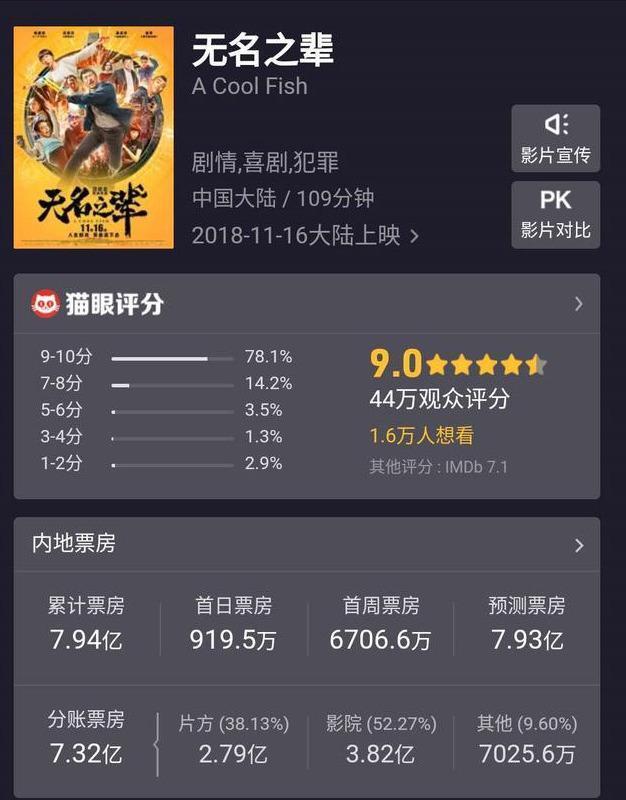 无名之辈
A Cool Fish
剧情,喜剧,犯罪
中国大陆 / 109分钟
2018-11-16大陆上映
影片宣传
PK
影片对比
无名之辈
11.16
猫眼评分
9-10分 78.1%
7-8分 14.2%
5-6分 3.5%
3-4分 1.3%
1-2分 2.9%
9.0
44万观众评分
1.6万人想看
其他评分 : IMDb 7.1
内地票房
累计票房 首日票房 首周票房 预测票房
7.94亿 919.5万 6706.6万 7.93亿
分账票房 片方 (38.13%) 影院 (52.27%) 其他 (9.60%)
7.32亿 2.79亿 3.82亿 7025.6万